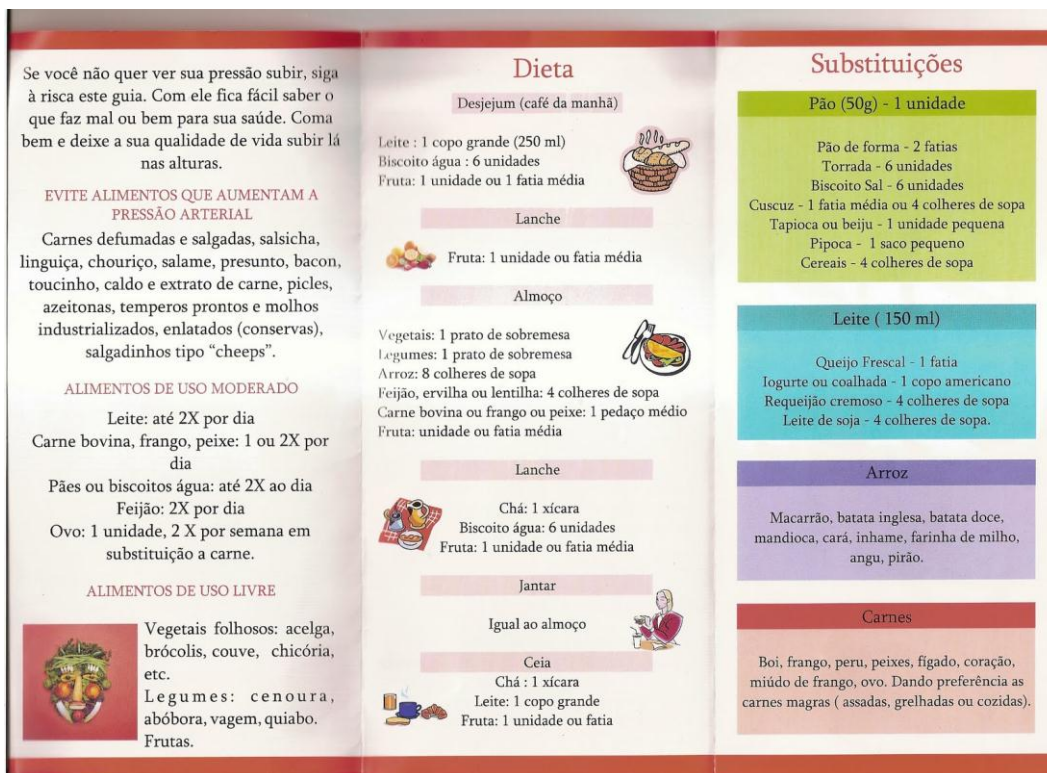 Se você não quer ver sua pressão subir, siga
à risca este guia. Com ele fica fácil saber o
que faz mal ou bem para sua saúde. Coma
bem e deixe a sua qualidade de vida subir lá
nas alturas.
EVITE ALIMENTOS QUE AUMENTAM A
PRESSÃO ARTERIAL
Carnes defumadas e salgadas, salsicha,
linguiça, chouriço, salame, presunto, bacon,
toucinho, caldo e extrato de carne, picles,
azeitonas, temperos prontos e molhos
industrializados, enlatados (conservas),
salgadinhos tipo “cheeps”.
ALIMENTOS DE USO MODERADO
Leite: até 2X por dia
Carne bovina, frango, peixe: 1 ou 2X por
dia
Pães ou biscoitos água: até 2X ao dia
Feijão: 2X por dia
Ovo: 1 unidade, 2 X por semana em
substituição a carne.
ALIMENTOS DE USO LIVRE
Vegetais folhosos: acelga,
brócolis, couve, chicória,
etc.
Legumes: cenoura,
abóbora, vagem, quiabo.
Frutas.
Dieta
Desjejum (café da manhã)
Leite : 1 copo grande (250 ml)
Biscoito água : 6 unidades
Fruta: 1 unidade ou 1 fatia média
Lanche
Fruta: 1 unidade ou fatia média
Almoço
Vegetais: 1 prato de sobremesa
Legumes: 1 prato de sobremesa
Arroz: 8 colheres de sopa
Feijão, ervilha ou lentilha: 4 colheres de sopa
Carne bovina ou frango ou peixe: 1 pedaço médio
Fruta: unidade ou fatia média
Lanche
Chá: 1 xícara
Biscoito água: 6 unidades
Fruta: 1 unidade ou fatia média
Jantar
Igual ao almoço
Ceia
Chá : 1 xícara
Leite: 1 copo grande
Fruta: 1 unidade ou fatia
Substituições
Pão (50g) - 1 unidade
Pão de forma - 2 fatias
Torrada - 6 unidades
Biscoito Sal - 6 unidades
Cuscuz - 1 fatia média ou 4 colheres de sopa
Tapioca ou beiju - 1 unidade pequena
Pipoca - 1 saco pequeno
Cereais - 4 colheres de sopa
Leite ( 150 ml)
Queijo Frescal - 1 fatia
Iogurte ou coalhada - 1 copo americano
Requeijão cremoso - 4 colheres de sopa
Leite de soja - 4 colheres de sopa.
Arroz
Macarrão, batata inglesa, batata doce,
mandioca, cará, inhame, farinha de milho,
angu, pirão.
Carnes
Boi, frango, peru, peixes, fígado, coração,
miúdo de frango, ovo. Dando preferência as
carnes magras ( assadas, grelhadas ou cozidas).